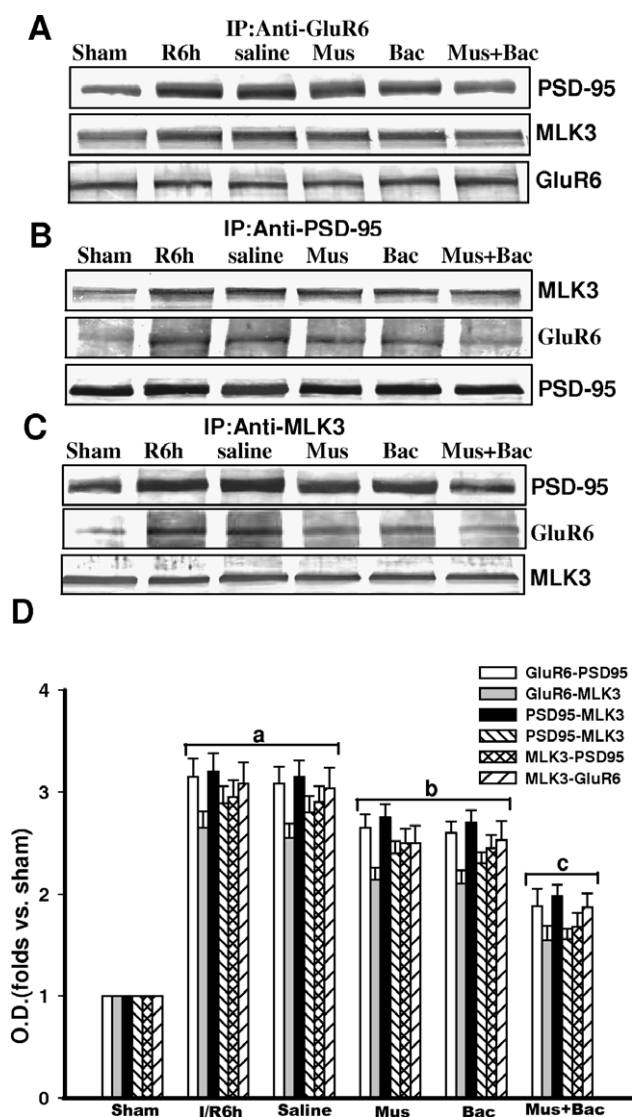 A
IP:Anti-GluR6
Sham R6h saline Mus Bac Mus+Bac
PSD-95
MLK3
GluR6
B
IP:Anti-PSD-95
Sham R6h saline Mus Bac Mus+Bac
MLK3
GluR6
PSD-95
C
IP:Anti-MLK3
Sham R6h saline Mus Bac Mus+Bac
PSD-95
GluR6
MLK3
D
GluR6-PSD95
GluR6-MLK3
PSD95-MLK3
PSD95-MLK3
MLK3-PSD95
MLK3-GluR6
a
b
c
O.D.(folds vs. sham)
4
3
2
1
0
Sham I/R6h Saline Mus Bac Mus+Bac